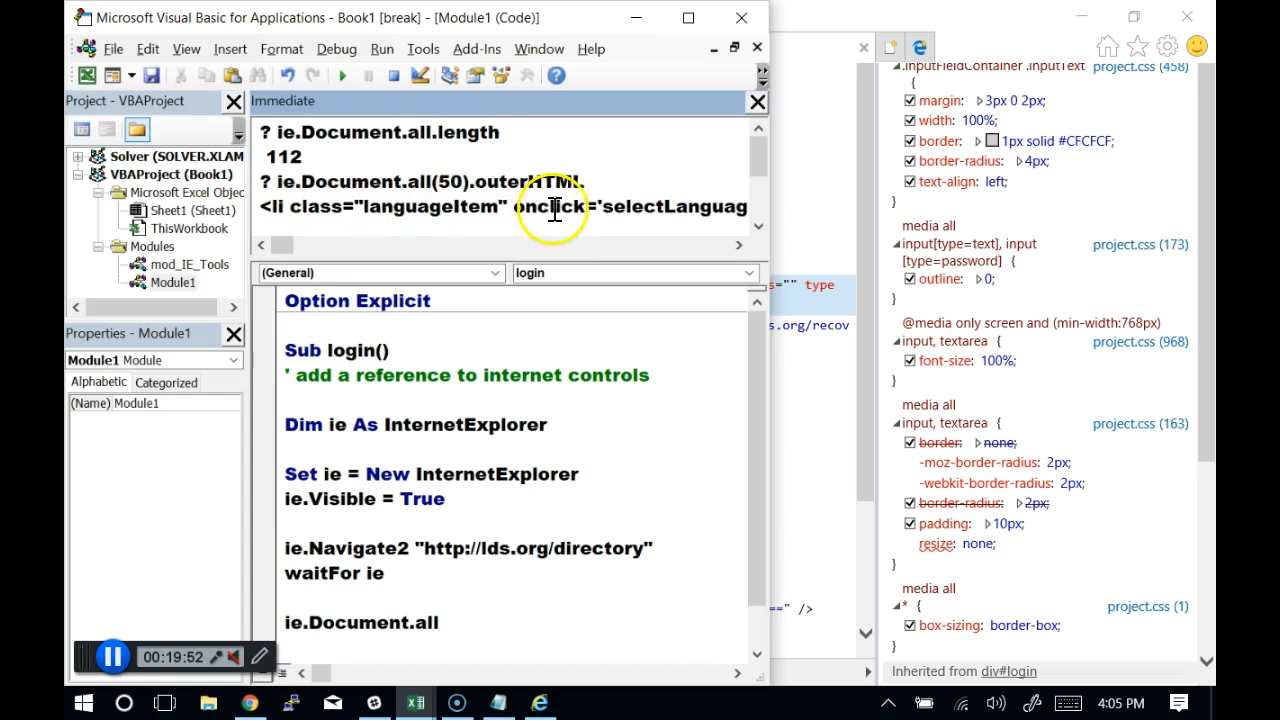 Microsoft Visual Basic for Applications - Book1 [break] - [Module1 (Code)]
File Edit View Insert Format Debug Run Tools Add-Ins Window Help
Project - VBAProject
Solver (SOLVER.XLAM
VBAProject (Book1)
Microsoft Excel Objec
Sheet1 (Sheet1)
ThisWorkbook
Modules
mod_IE_Tools
Module1
Properties - Module1
Module1 Module
Alphabetic Categorized
(Name) Module1
Immediate
? ie.Document.all.length
112
? ie.Document.all(50).outerHTML
<li class="languageItem" onclick='selectLanguag
(General) login
Option Explicit
Sub login()
' add a reference to internet controls
Dim ie As InternetExplorer
Set ie = New InternetExplorer
ie.Visible = True
ie.Navigate2 "http://lds.org/directory"
waitFor ie
ie.Document.all
00:19:52
s="" type
s.org/recov
==" />
.inputFieldContainer .inputText project.css (458)
{
margin: 3px 0 2px;
width: 100%;
border: 1px solid #CFCFCF;
border-radius: 4px;
text-align: left;
}
media all
input[type=text], input project.css (173)
[type=password] {
outline: 0;
}
@media only screen and (min-width:768px)
input, textarea { project.css (968)
font-size: 100%;
}
media all
input, textarea { project.css (163)
border: none;
-moz-border-radius: 2px;
-webkit-border-radius: 2px;
border-radius: 2px;
padding: 10px;
resize: none;
}
media all
* { project.css (1)
box-sizing: border-box;
}
Inherited from div#login
4:05 PM